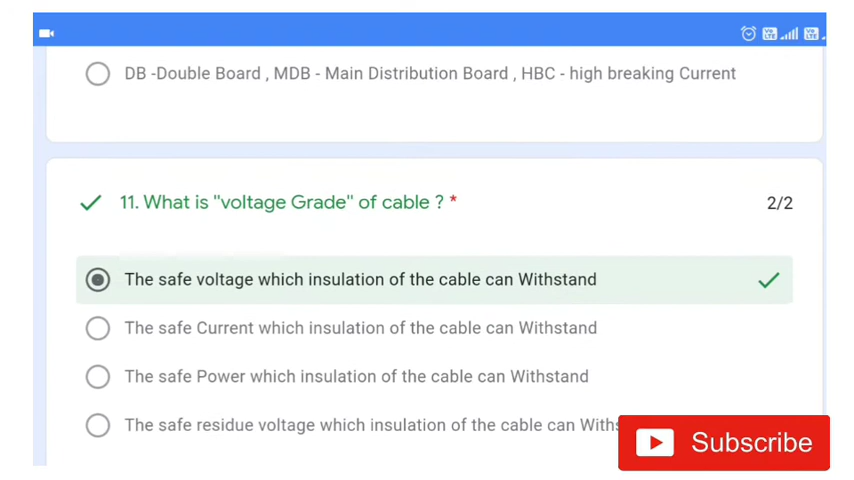 DB -Double Board , MDB - Main Distribution Board , HBC - high breaking Current
11. What is "voltage Grade" of cable ? *
2/2
The safe voltage which insulation of the cable can Withstand
The safe Current which insulation of the cable can Withstand
The safe Power which insulation of the cable can Withstand
The safe residue voltage which insulation of the cable can Withs
Subscribe